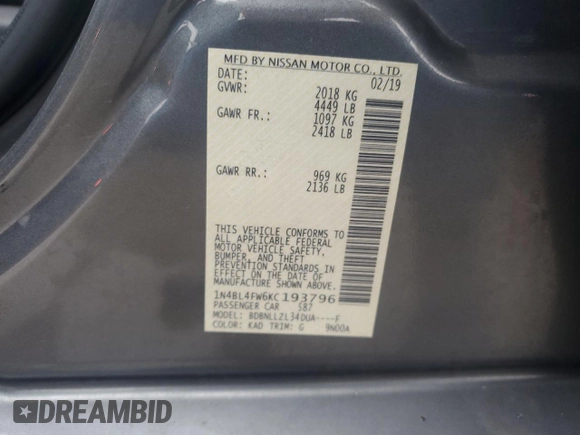 MFD BY NISSAN MOTOR CO., LTD.
DATE: 02/19
GVWR: 2018 KG
4449 LB
GAWR FR.: 1097 KG
2418 LB
GAWR RR.: 969 KG
2136 LB
THIS VEHICLE CONFORMS TO
ALL APPLICABLE FEDERAL
MOTOR VEHICLE SAFETY,
BUMPER, AND THEFT
PREVENTION STANDARDS IN
EFFECT ON THE DATE OF
MANUFACTURE SHOWN ABOVE.
1N4BL4FW6KC193796
PASSENGER CAR 587
MODEL: BDBNLLZL34DUA----F
COLOR: KAD TRIM: G 9N00A
DREAMBID